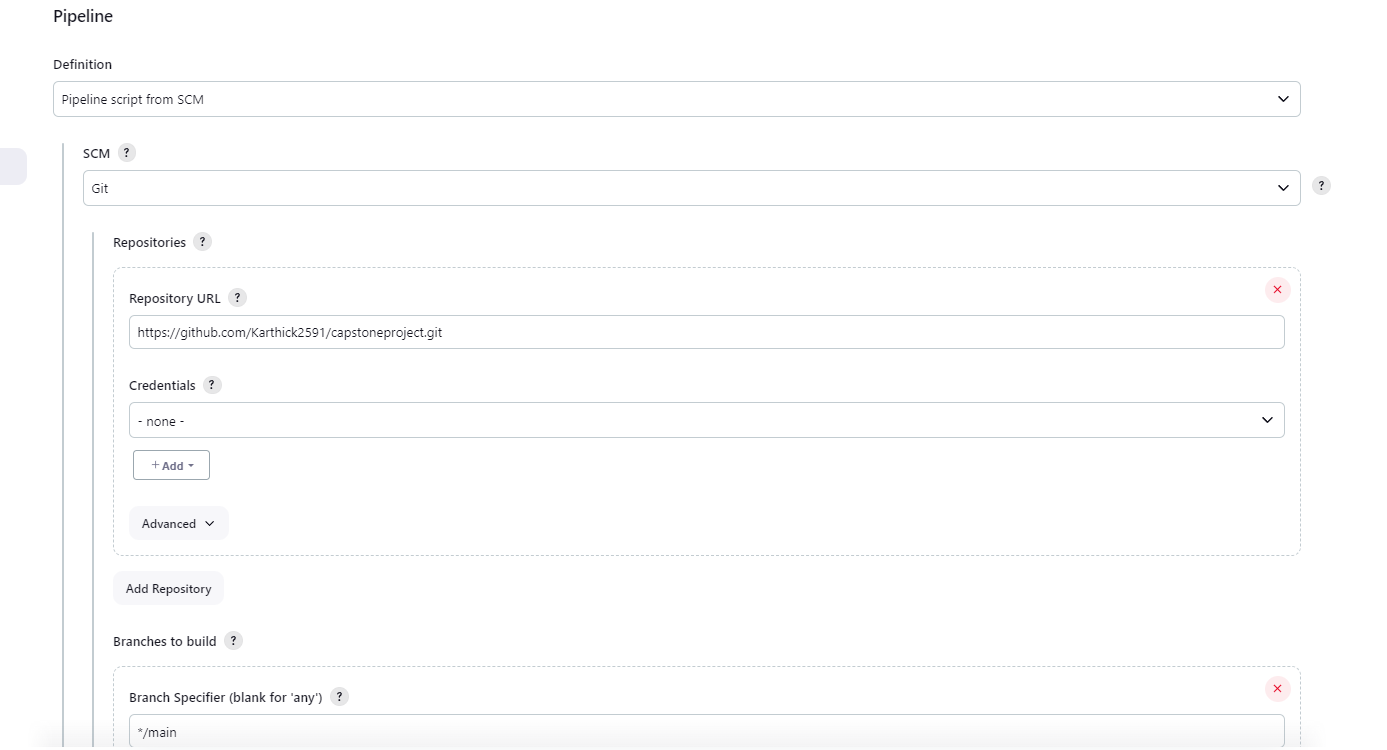 Pipeline
Definition
Pipeline script from SCM
SCM ?
Git
?
Repositories ?
Repository URL ?
https://github.com/Karthick2591/capstoneproject.git
Credentials ?
- none -
+ Add
Advanced
Add Repository
Branches to build ?
Branch Specifier (blank for 'any') ?
*/main